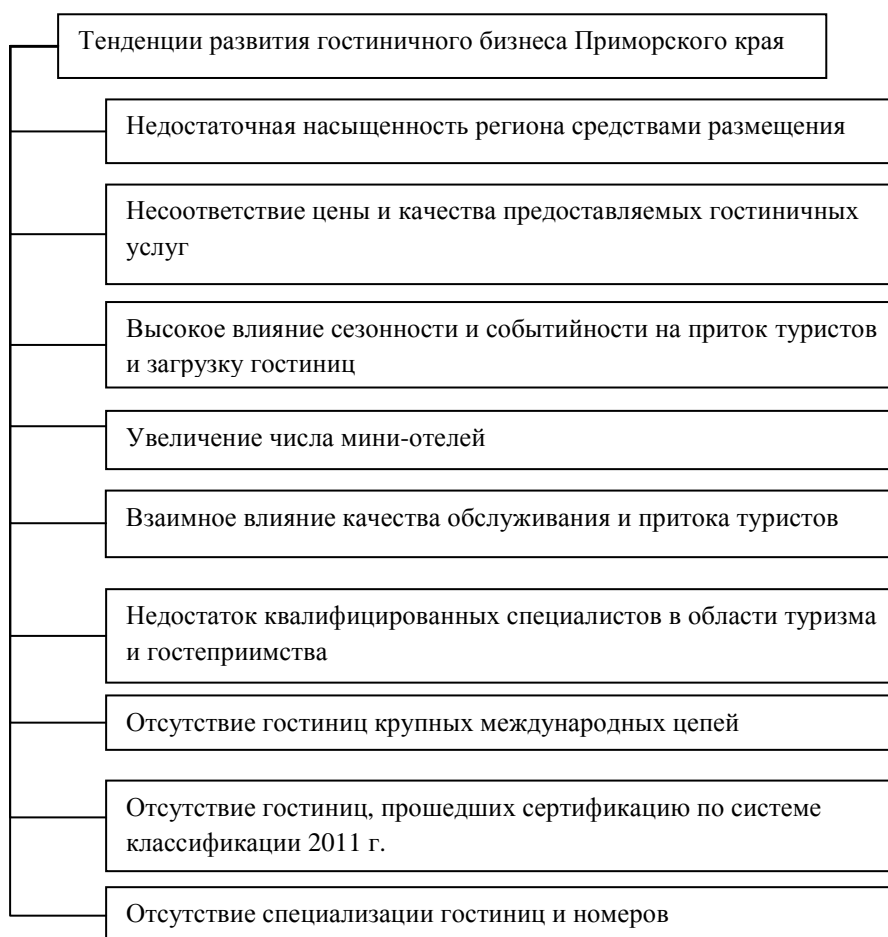 Тенденции развития гостиничного бизнеса Приморского края
Недостаточная насыщенность региона средствами размещения
Несоответствие цены и качества предоставляемых гостиничных
услуг
Высокое влияние сезонности и событийности на приток туристов
и загрузку гостиниц
Увеличение числа мини-отелей
Взаимное влияние качества обслуживания и притока туристов
Недостаток квалифицированных специалистов в области туризма
и гостеприимства
Отсутствие гостиниц крупных международных цепей
Отсутствие гостиниц, прошедших сертификацию по системе
классификации 2011 г.
Отсутствие специализации гостиниц и номеров